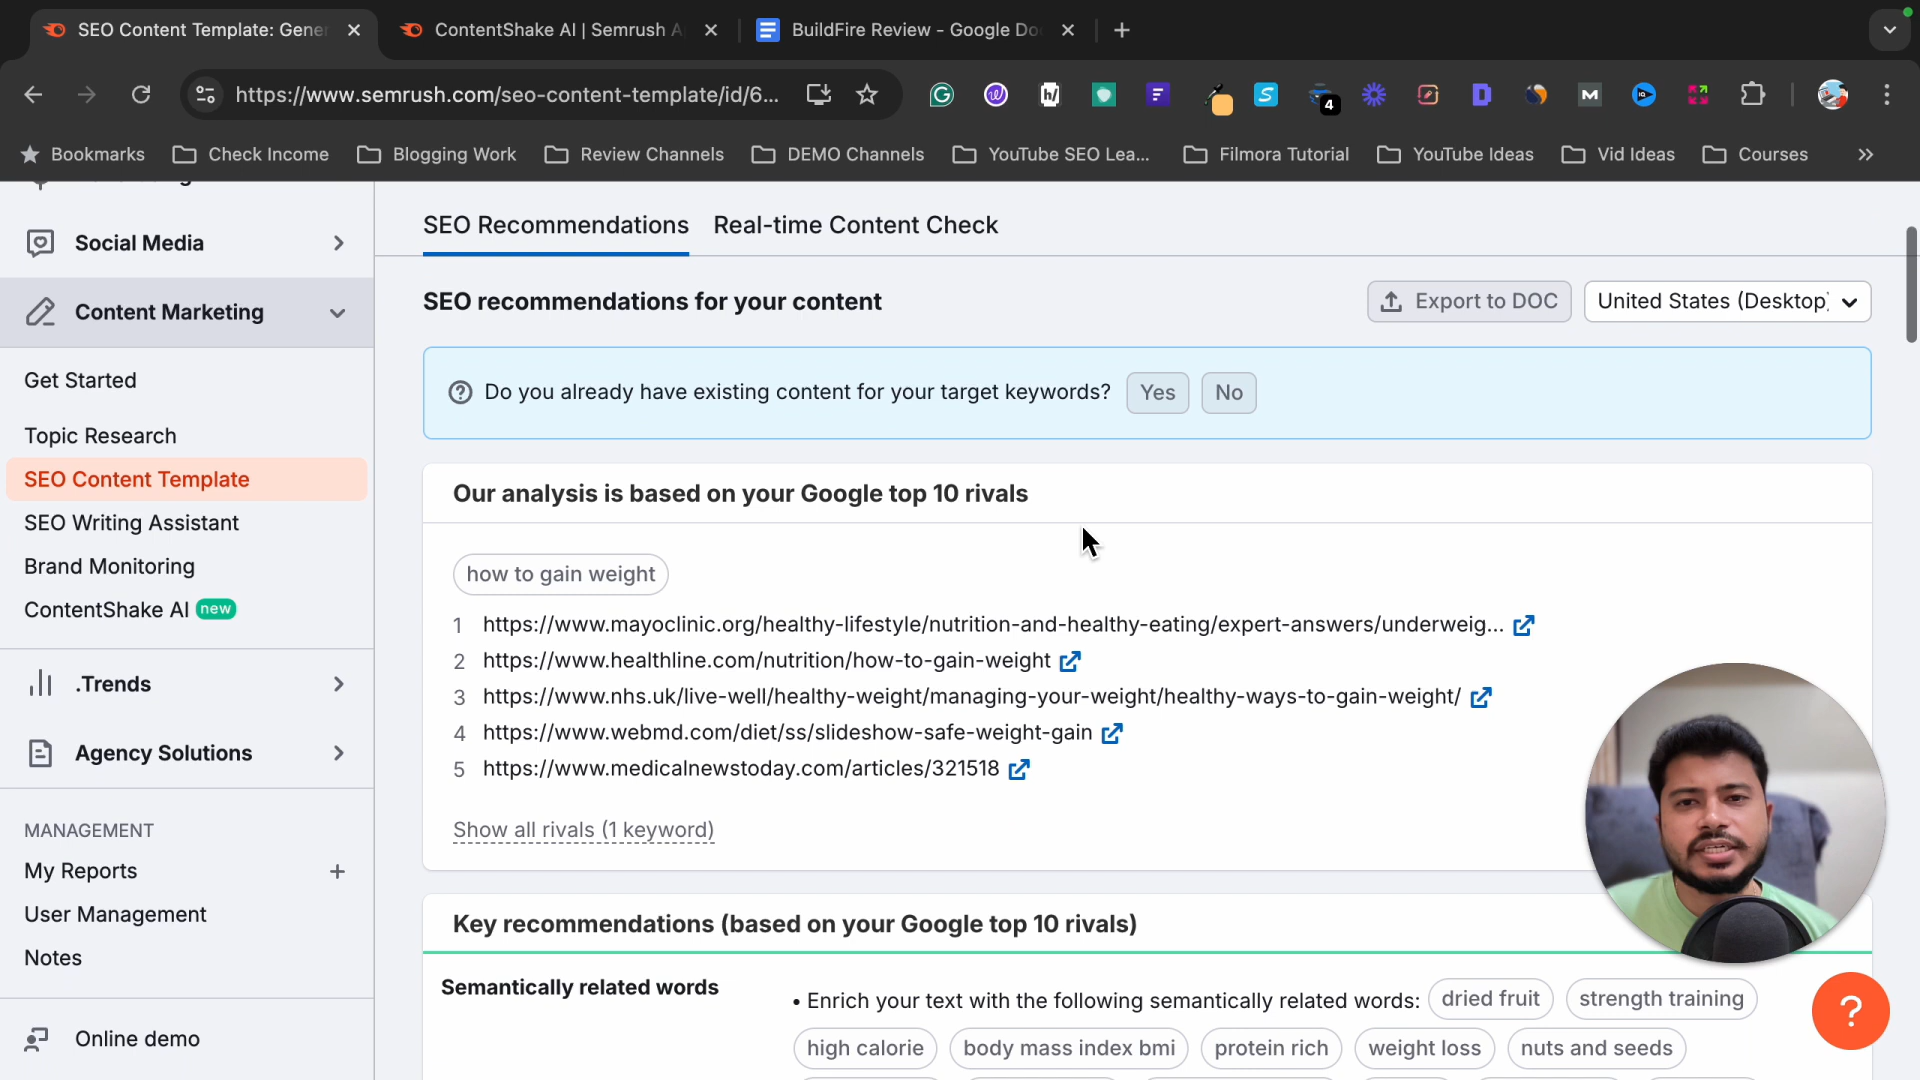 SEO Content Template: Gener
ContentShake AI | Semrush A
BuildFire Review - Google Do
https://www.semrush.com/seo-content-template/id/6...
4
Bookmarks
Check Income
Blogging Work
Review Channels
DEMO Channels
YouTube SEO Lea...
Filmora Tutorial
YouTube Ideas
Vid Ideas
Courses
Social Media
Content Marketing
Get Started
Topic Research
SEO Content Template
SEO Writing Assistant
Brand Monitoring
ContentShake AI new
.Trends
Agency Solutions
MANAGEMENT
My Reports
User Management
Notes
Online demo
SEO Recommendations
Real-time Content Check
SEO recommendations for your content
Export to DOC
United States (Desktop)
Do you already have existing content for your target keywords? Yes No
Our analysis is based on your Google top 10 rivals
how to gain weight
1 https://www.mayoclinic.org/healthy-lifestyle/nutrition-and-healthy-eating/expert-answers/underweig...
2 https://www.healthline.com/nutrition/how-to-gain-weight
3 https://www.nhs.uk/live-well/healthy-weight/managing-your-weight/healthy-ways-to-gain-weight/
4 https://www.webmd.com/diet/ss/slideshow-safe-weight-gain
5 https://www.medicalnewstoday.com/articles/321518
Show all rivals (1 keyword)
Key recommendations (based on your Google top 10 rivals)
Semantically related words
• Enrich your text with the following semantically related words: dried fruit strength training
high calorie body mass index bmi protein rich weight loss nuts and seeds
?